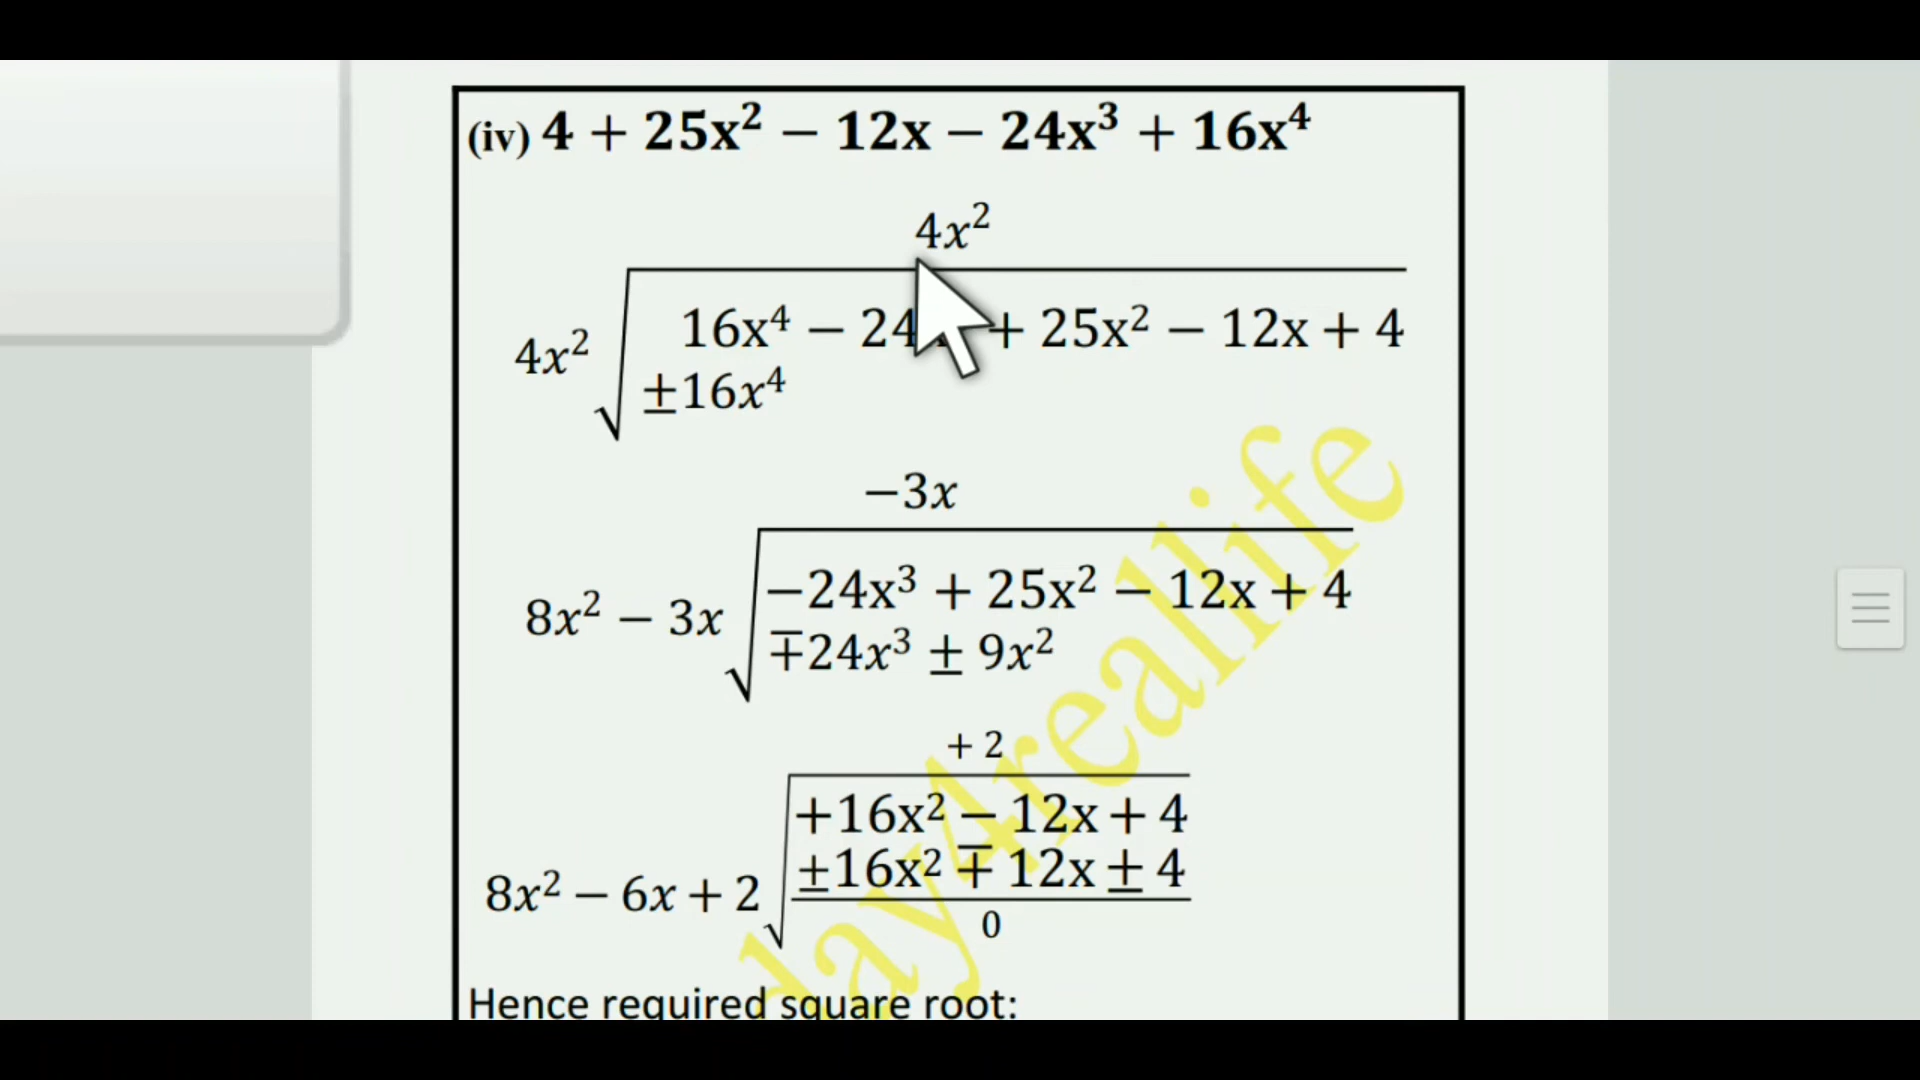 (iv) 4 + 25x² − 12x − 24x³ + 16x⁴
4x²
4x² √ 16x⁴ − 24 + 25x² − 12x + 4
±16x⁴
−3x
8x² − 3x √ −24x³ + 25x² − 12x + 4
∓24x³ ± 9x²
+ 2
8x² − 6x + 2 √ +16x² − 12x + 4
±16x² ∓ 12x ± 4
0
Hence required square root:
day4reallife